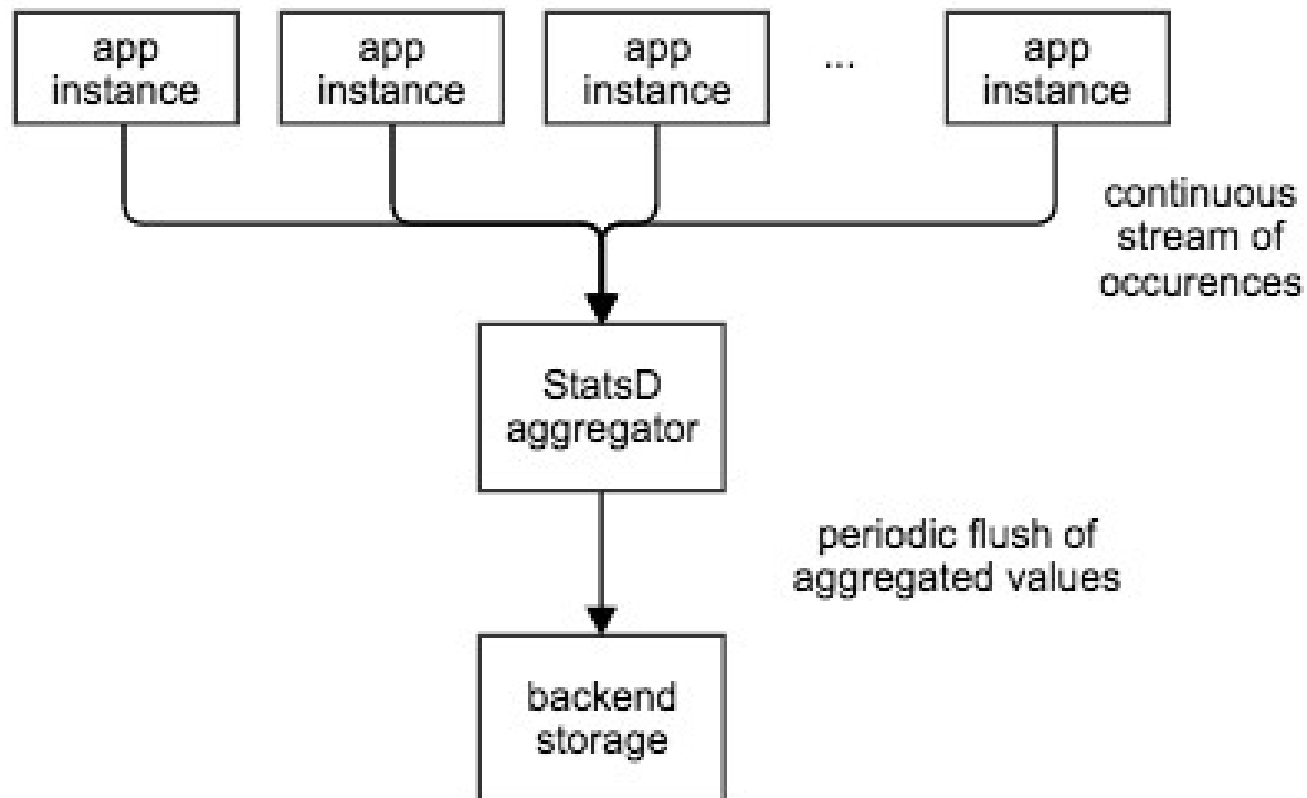 app
instance
app
instance
app
instance
...
app
instance
continuous
stream of
occurences
StatsD
aggregator
periodic flush of
aggregated values
backend
storage